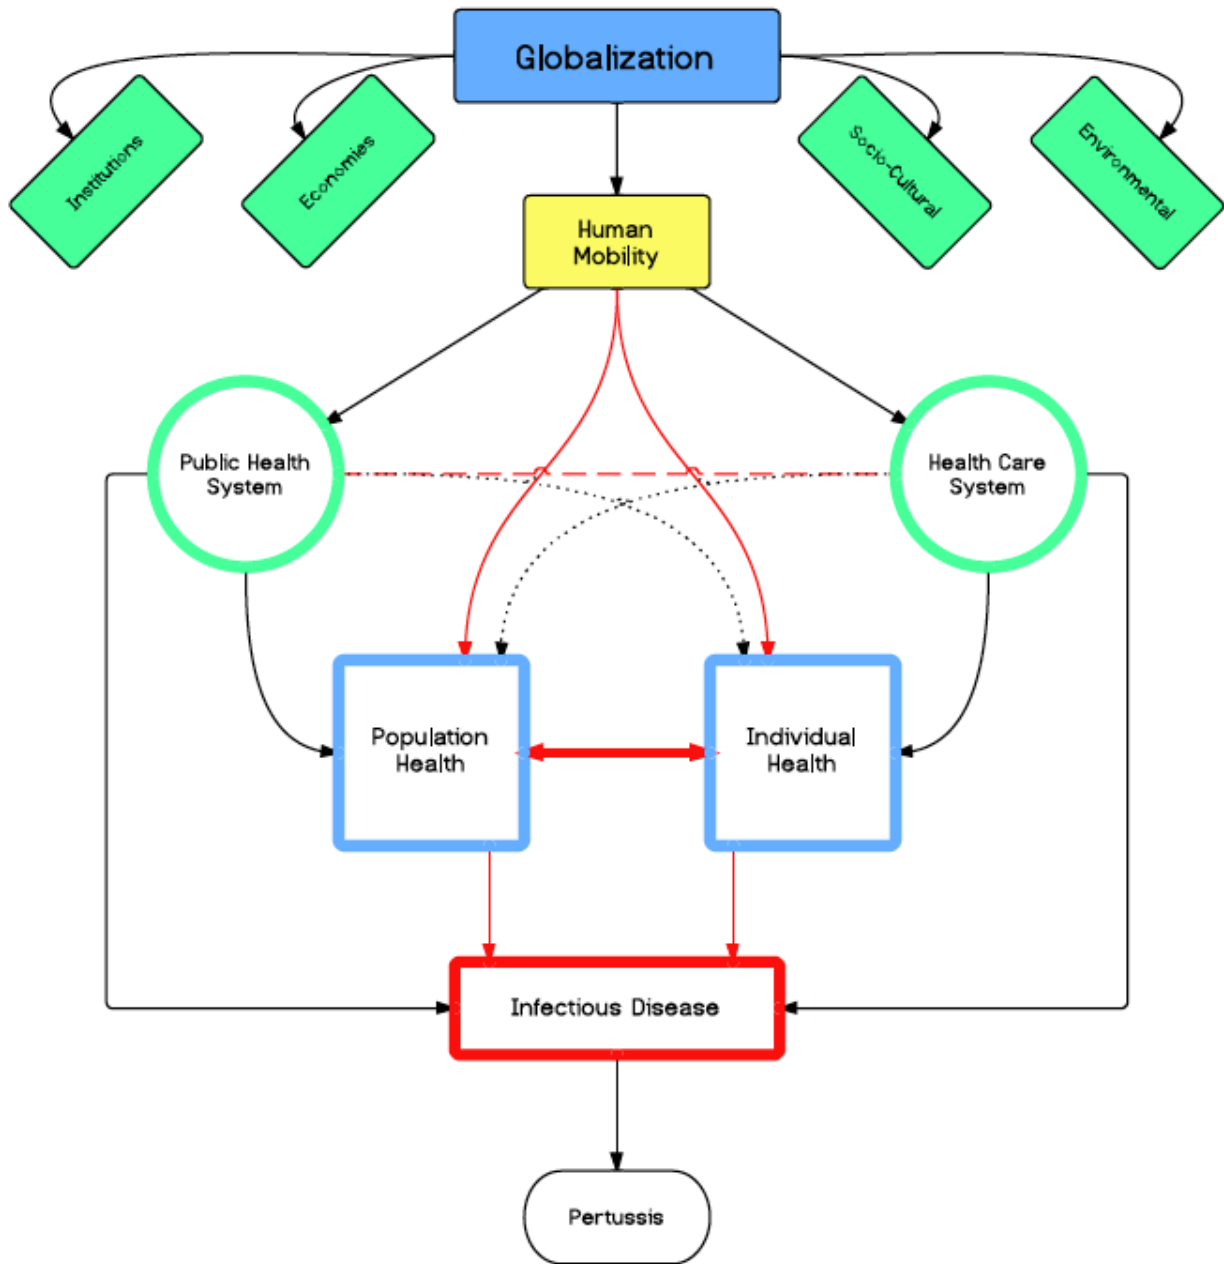 Globalization
Institutions
Economies
Socio-Cultural
Environmental
Human
Mobility
Public Health
System
Health Care
System
Population
Health
Individual
Health
Infectious Disease
Pertussis